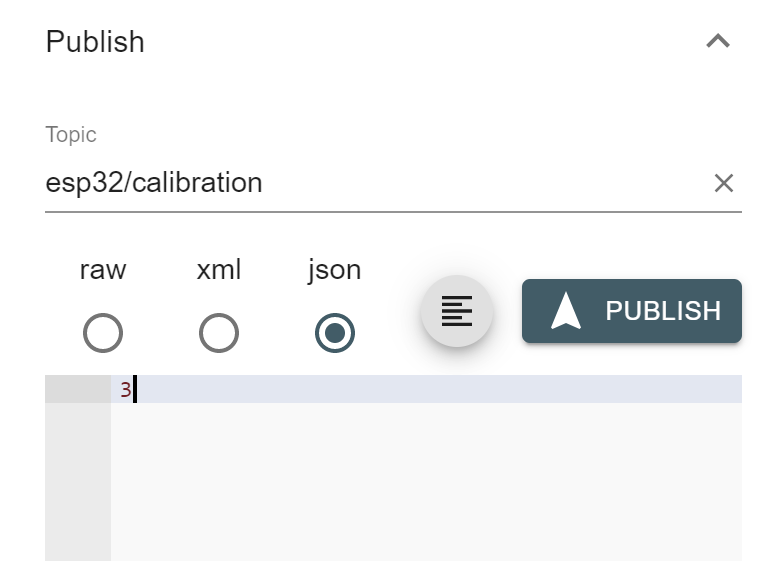 Publish
Topic
esp32/calibration
raw xml json
PUBLISH
3